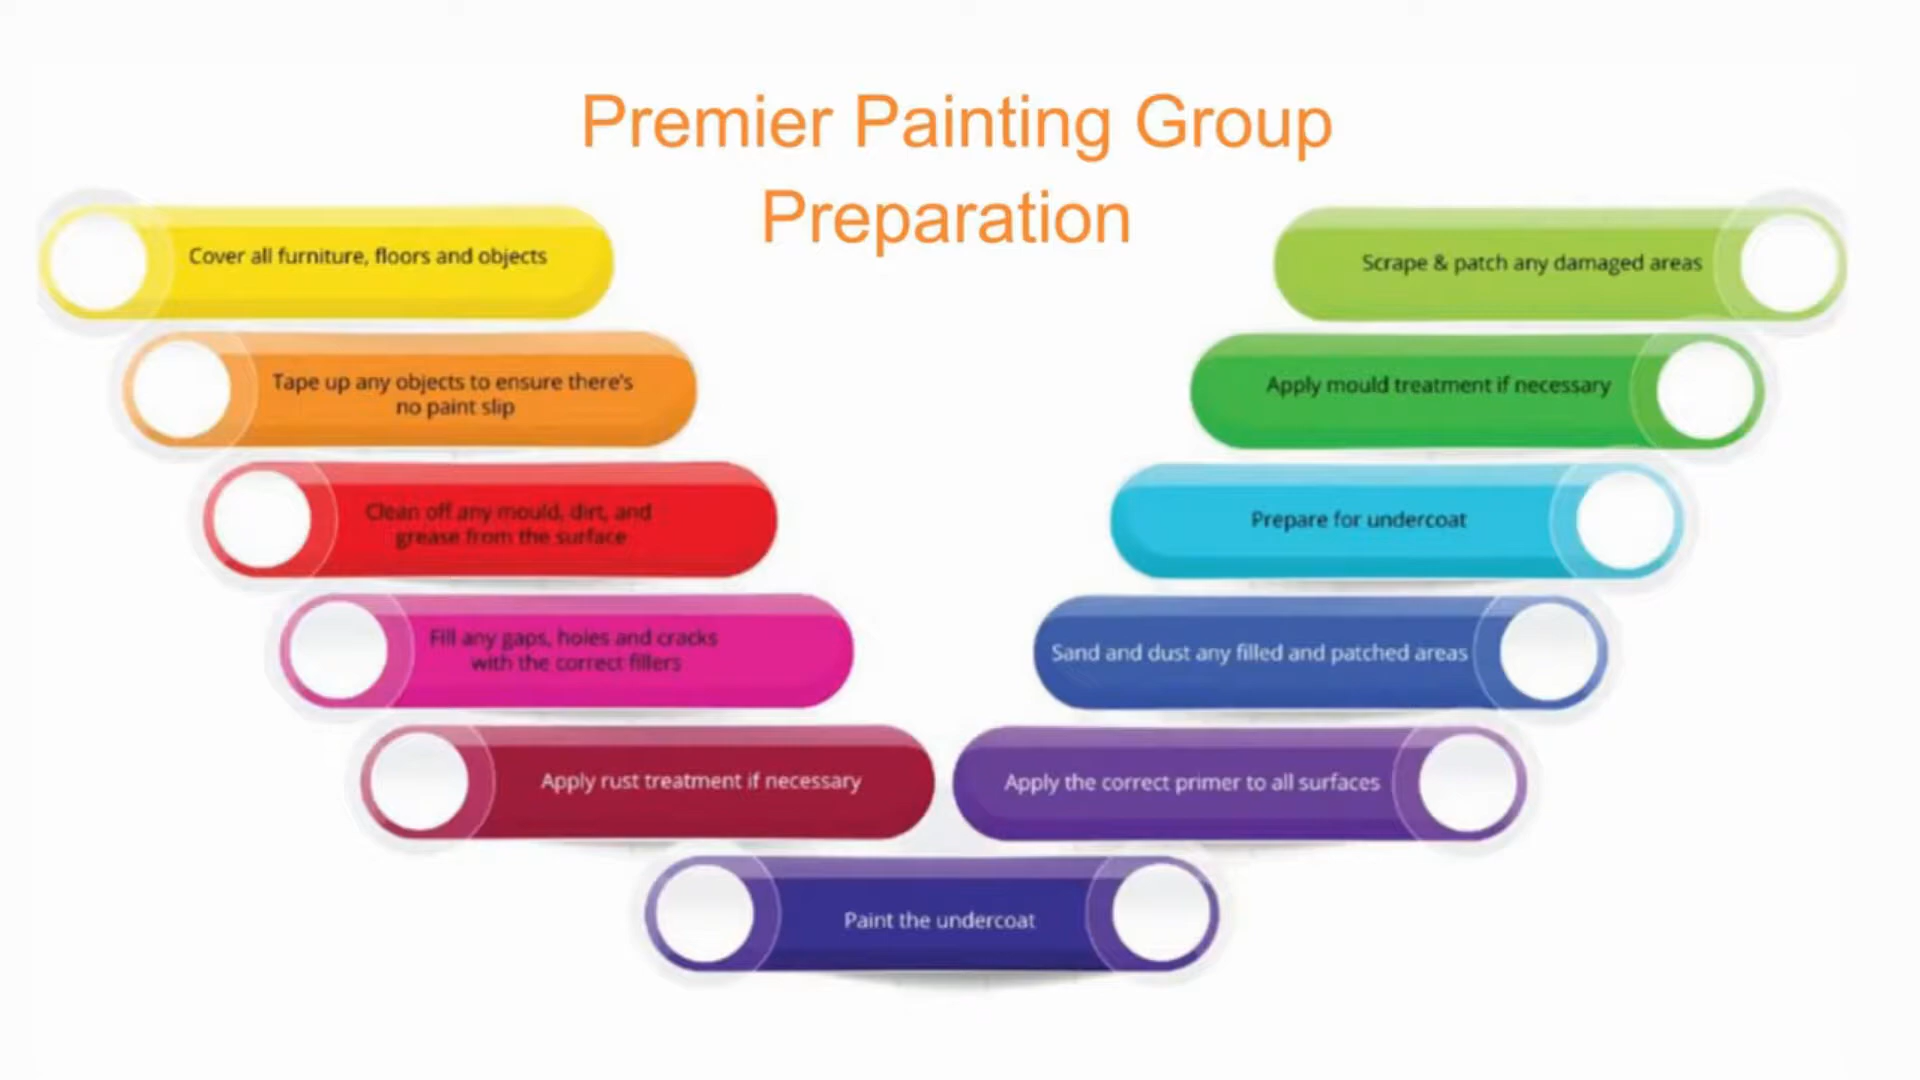 Premier Painting Group
Preparation
Cover all furniture, floors and objects
Tape up any objects to ensure there's
no paint slip
Clean off any mould, dirt, and
grease from the surface
Fill any gaps, holes and cracks
with the correct fillers
Apply rust treatment if necessary
Scrape & patch any damaged areas
Apply mould treatment if necessary
Prepare for undercoat
Sand and dust any filled and patched areas
Apply the correct primer to all surfaces
Paint the undercoat